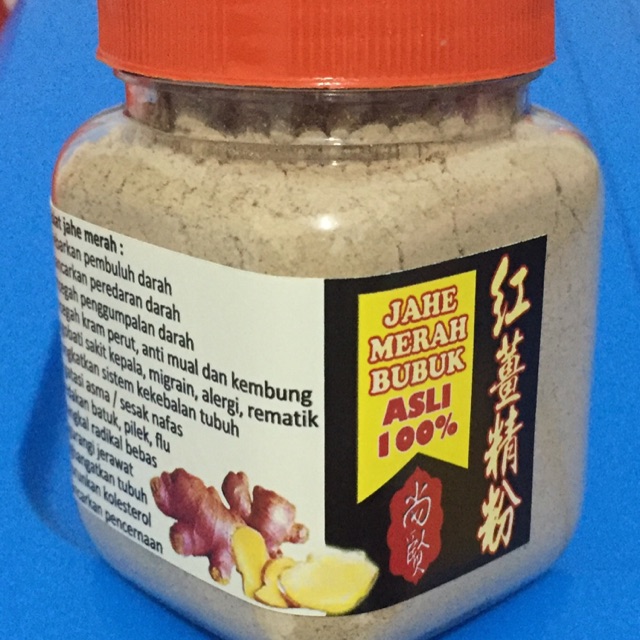 jahe merah :
pembuluh darah
peredaran darah
penggumpalan darah
kram perut, anti mual dan kembung
sakit kepala, migrain, alergi, rematik
sistem kekebalan tubuh
asma / sesak nafas
batuk, pilek, flu
radikal bebas
jerawat
tubuh
kolesterol
pencernaan
JAHE
MERAH
BUBUK
ASLI
100%
红薑精粉
尚賢